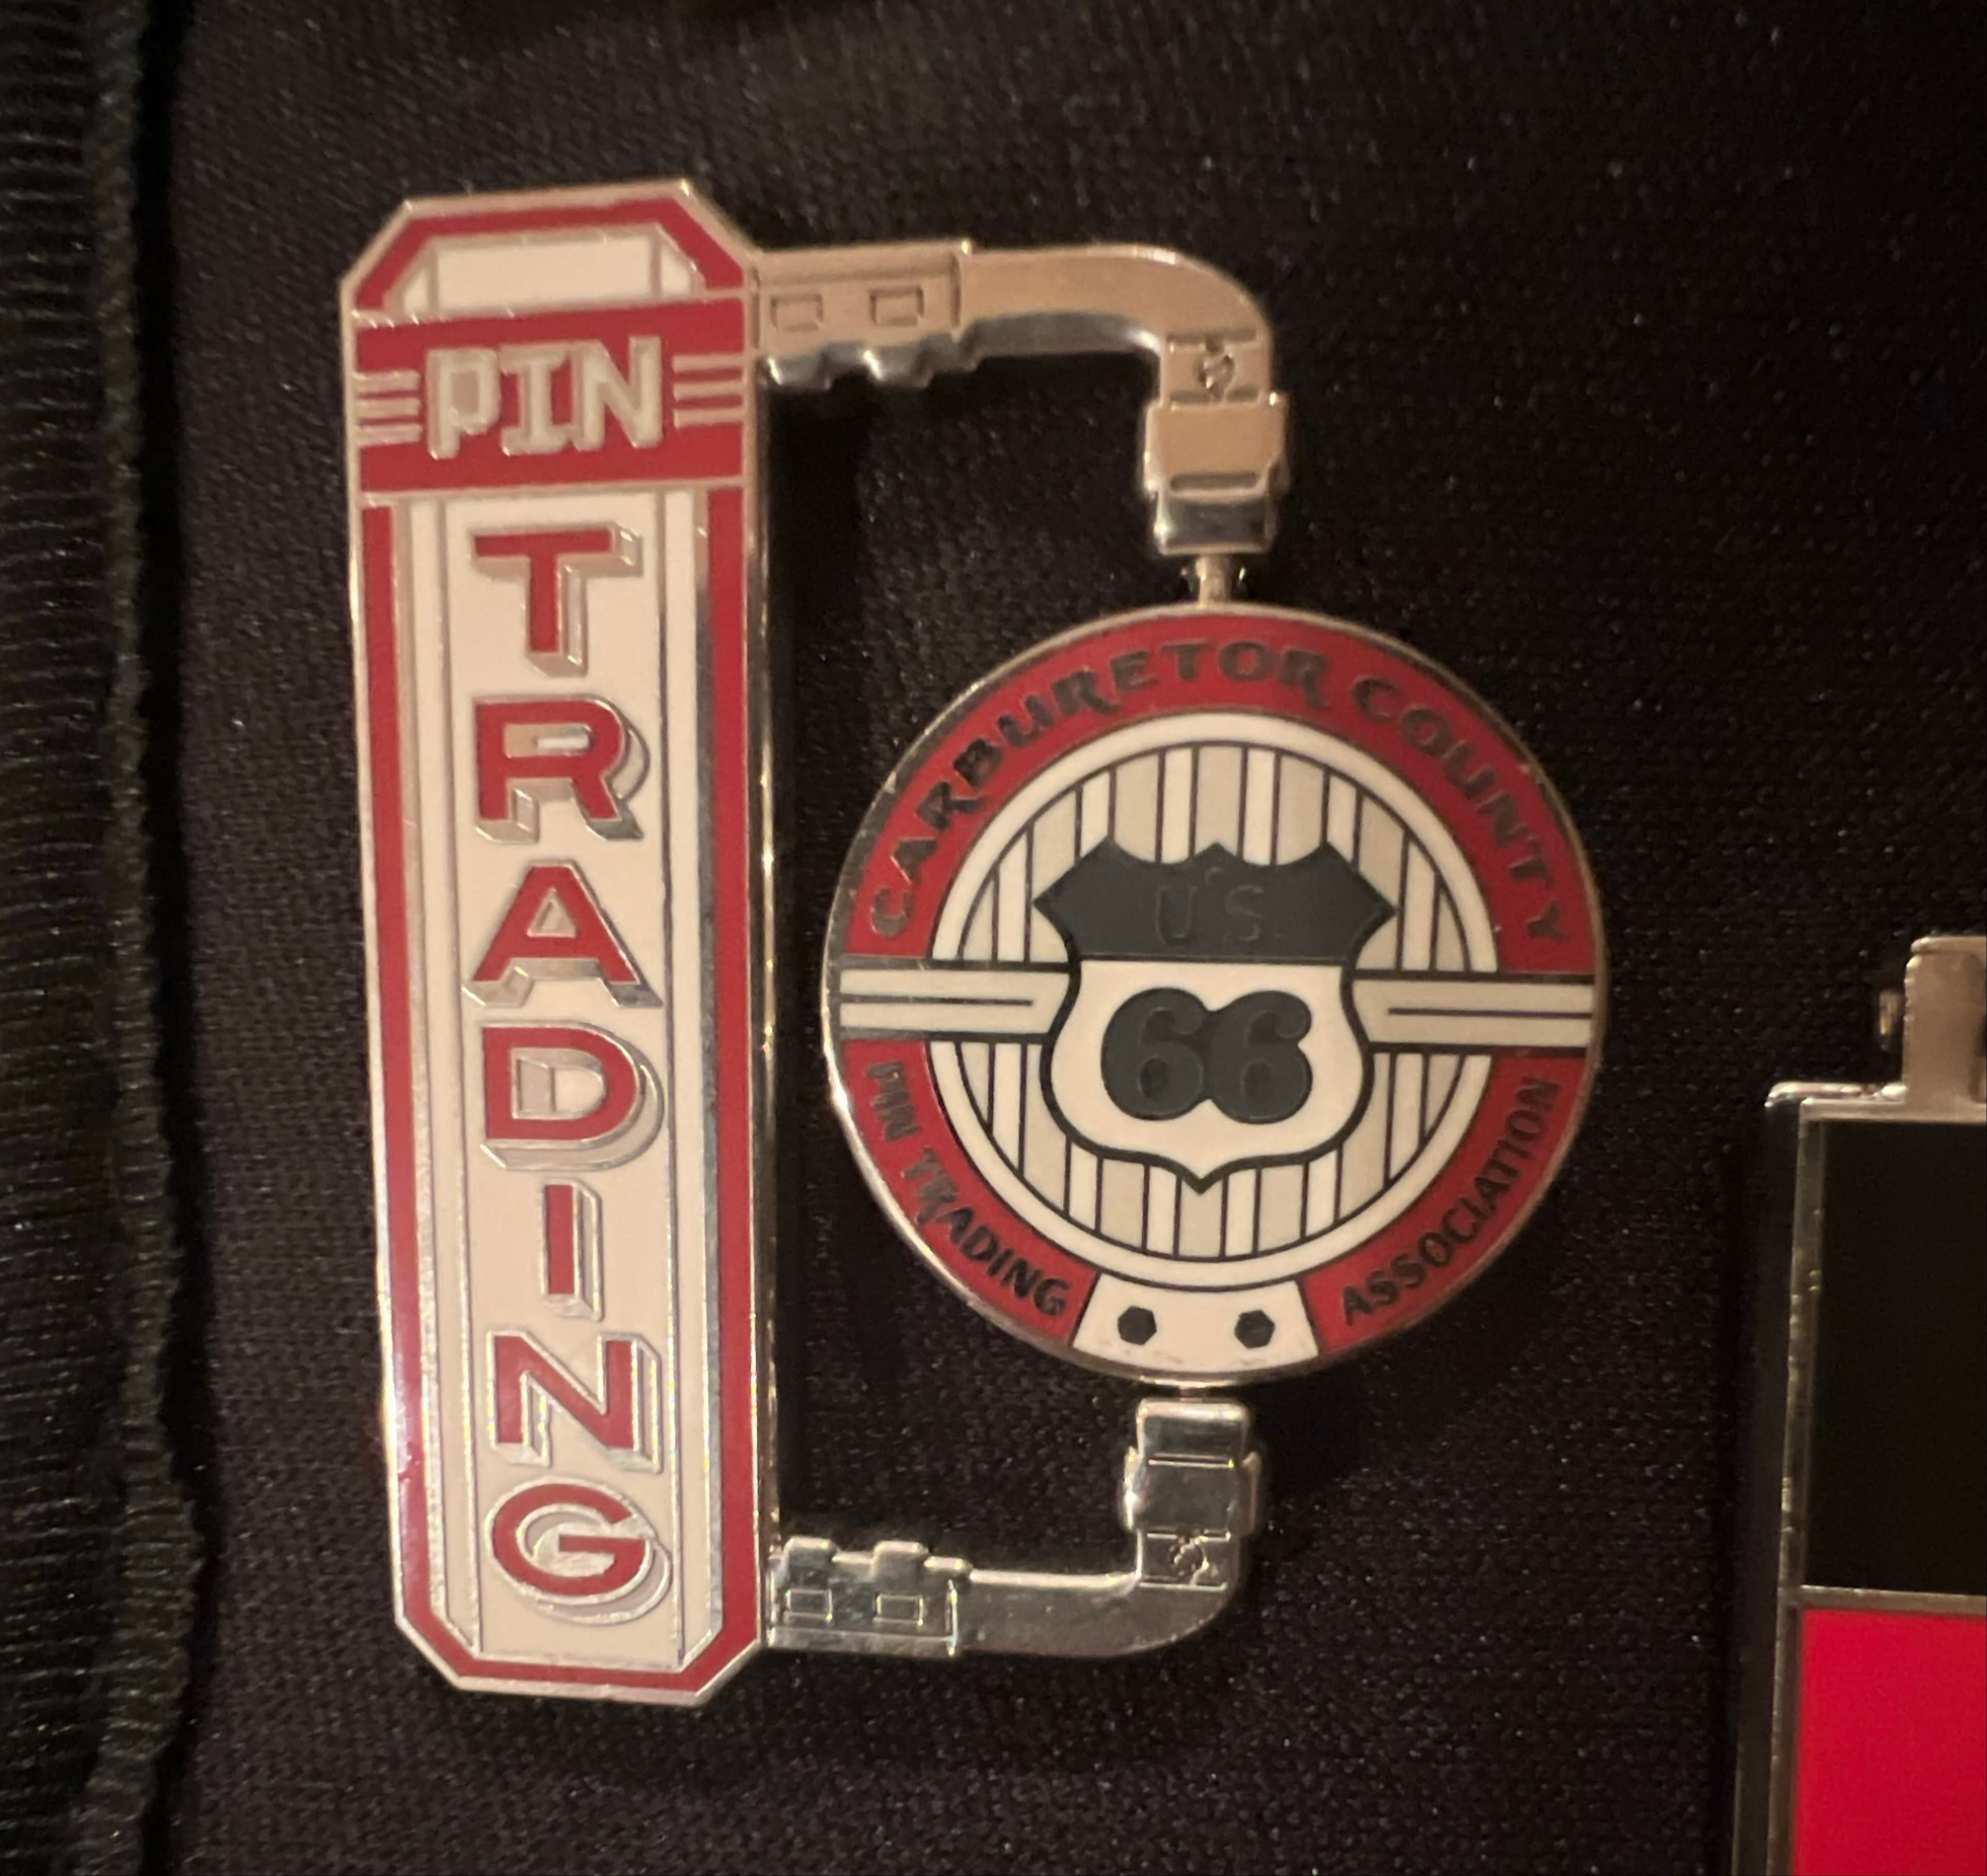 PIN
TRADING
CARBURETOR COUNTY
U.S.
66
PIN TRADING ASSOCIATION